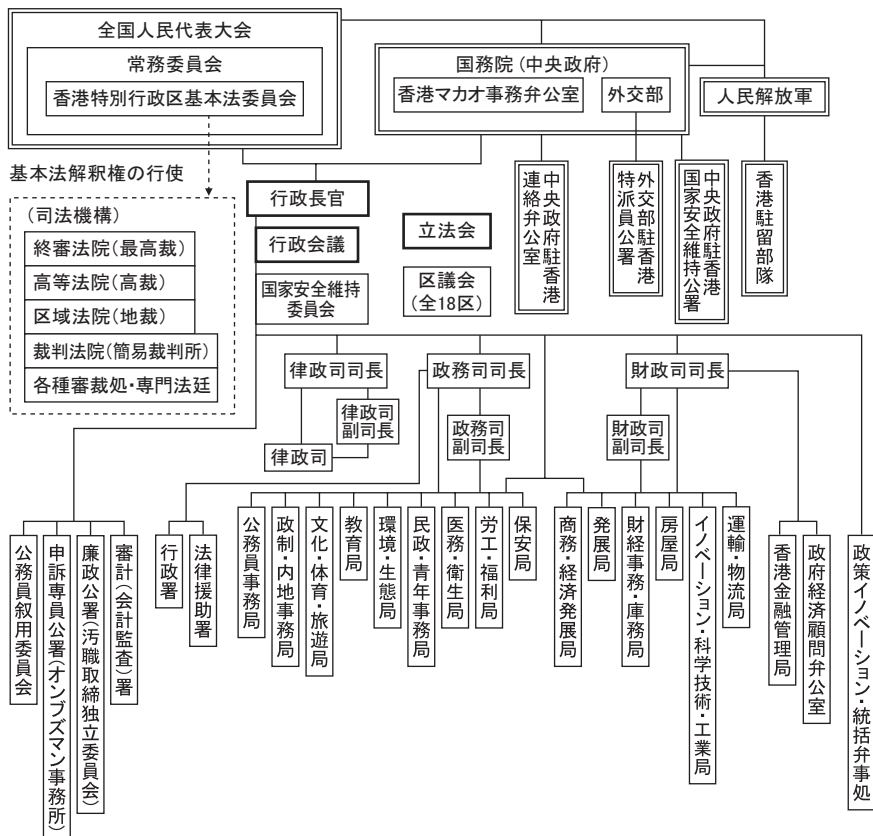 全国人民代表大会
常務委員会
香港特別行政区基本法委員会
国務院(中央政府)
香港マカオ事務弁公室
外交部
人民解放軍
基本法解釈権の行使
(司法機構)
終審法院(最高裁)
高等法院(高裁)
区域法院(地裁)
裁判法院(簡易裁判所)
各種審裁処・専門法廷
行政長官
行政会議
国家安全維持
委員会
立法会
区議会
(全18区)
中央政府駐香港
連絡弁公室
外交部駐香港
特派員公署
中央政府駐香港
国家安全維持公署
香港駐留部隊
律政司司長
政務司司長
財政司司長
律政司
副司長
政務司
副司長
財政司
副司長
律政司
公務員叙用委員会
申訴専員公署(オンブズマン事務所)
廉政公署(汚職取締独立委員会)
審計(会計監査)署
行政署
法律援助署
公務員事務局
政制・内地事務局
文化・体育・旅遊局
教育局
環境・生態局
民政・青年事務局
医務・衛生局
労工・福利局
保安局
商務・経済発展局
発展局
財経事務・庫務局
房屋局
イノベーション・科学技術・工業局
運輸・物流局
香港金融管理局
政府経済顧問弁公室
政策イノベーション・統括弁事処